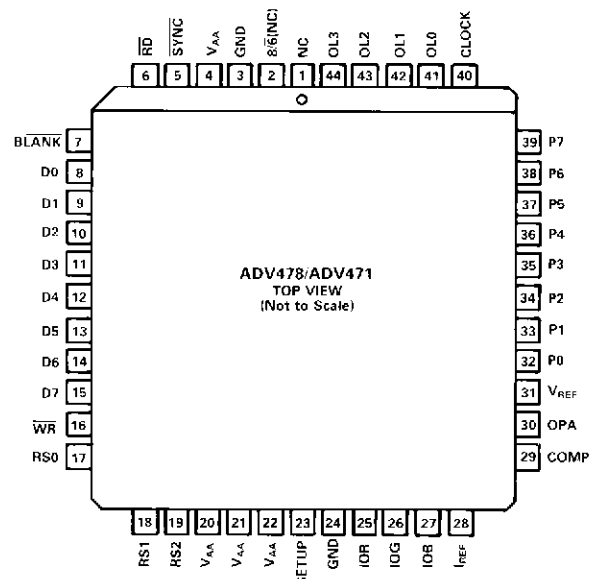 R̅D̅ S̅Y̅N̅C̅ VAA GND 8/6̅(NC) NC OL3 OL2 OL1 OL0 CLOCK
6 5 4 3 2 1 44 43 42 41 40
B̅L̅A̅N̅K̅ 7
D0 8
D1 9
D2 10
D3 11
D4 12
D5 13
D6 14
D7 15
W̅R̅ 16
RS0 17
ADV478/ADV471
TOP VIEW
(Not to Scale)
39 P7
38 P6
37 P5
36 P4
35 P3
34 P2
33 P1
32 P0
31 VREF
30 OPA
29 COMP
18 19 20 21 22 23 24 25 26 27 28
RS1 RS2 VAA VAA VAA SETUP GND IOR IOG IOB IREF